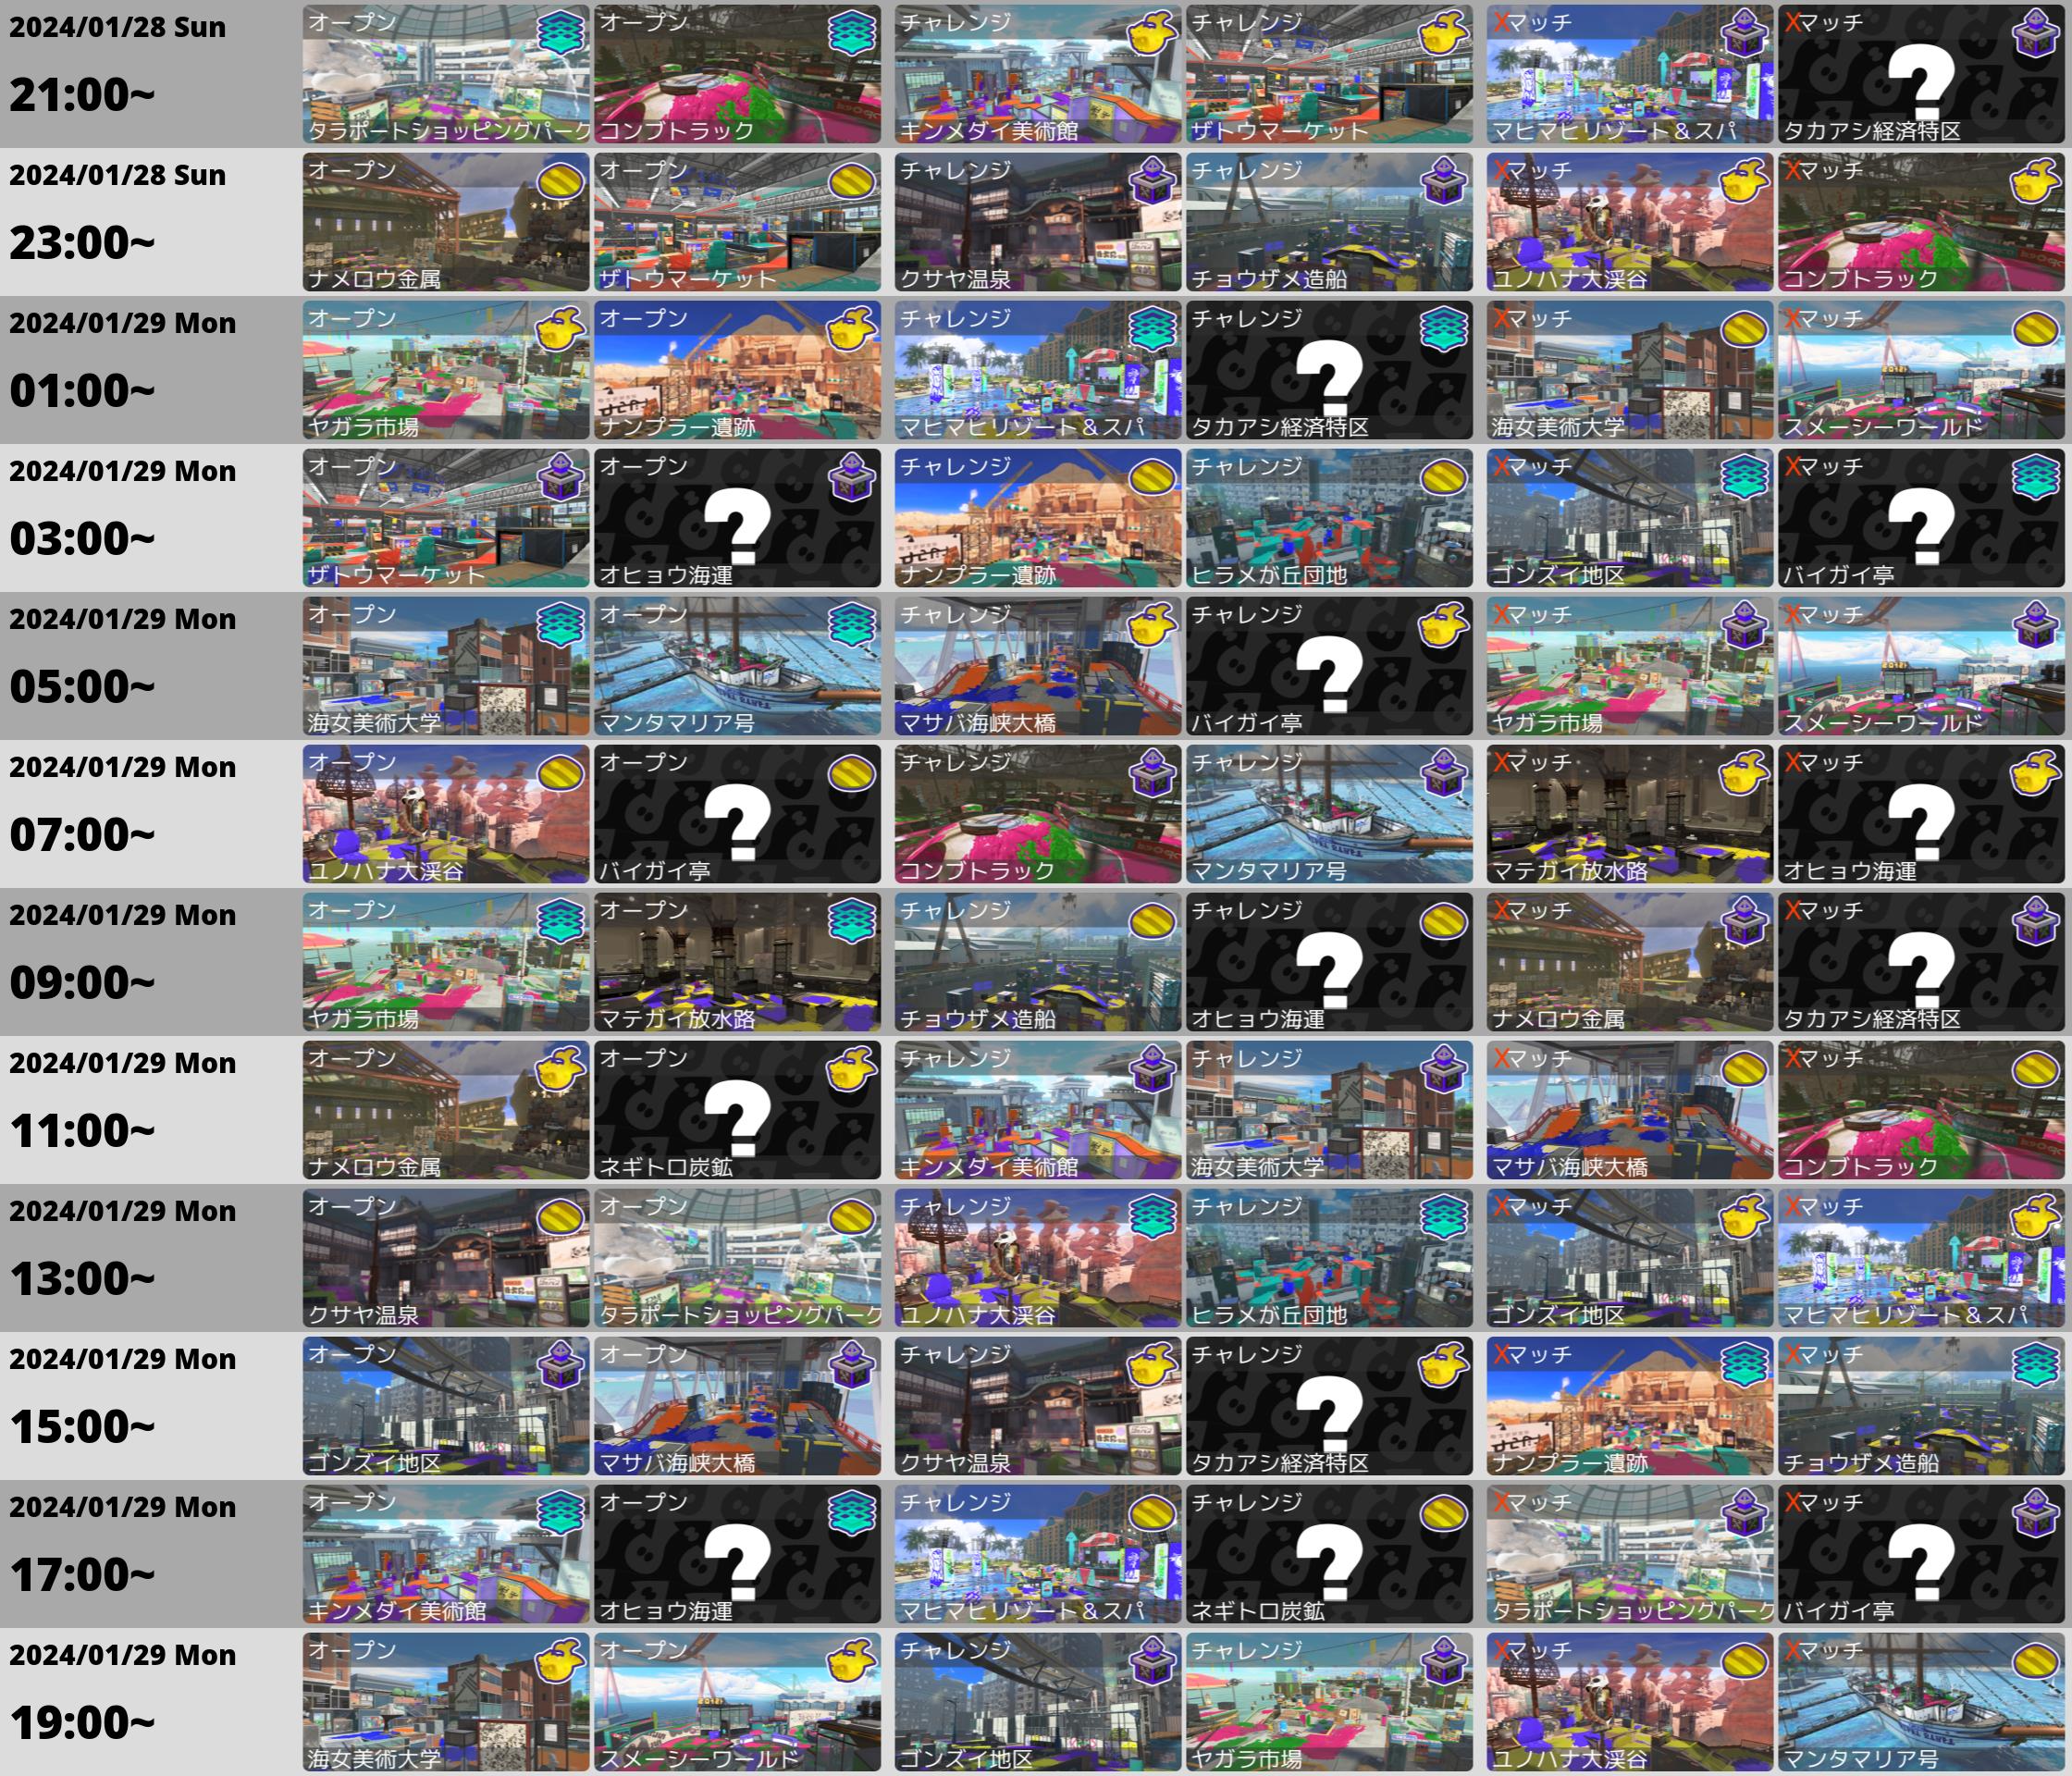 2024/01/28 Sun
21:00~
オープン
タラポートショッピングパーク
オープン
コンブトラック
チャレンジ
キンメダイ美術館
チャレンジ
ザトウマーケット
Xマッチ
マヒマヒリゾート＆スパ
Xマッチ
タカアシ経済特区
2024/01/28 Sun
23:00~
オープン
ナメロウ金属
オープン
ザトウマーケット
チャレンジ
クサヤ温泉
チャレンジ
チョウザメ造船
Xマッチ
ユノハナ大渓谷
Xマッチ
コンブトラック
2024/01/29 Mon
01:00~
オープン
ヤガラ市場
オープン
ナンプラー遺跡
チャレンジ
マヒマヒリゾート＆スパ
チャレンジ
タカアシ経済特区
Xマッチ
海女美術大学
Xマッチ
スメーシーワールド
2024/01/29 Mon
03:00~
オープン
ザトウマーケット
オープン
オヒョウ海運
チャレンジ
ナンプラー遺跡
チャレンジ
ヒラメが丘団地
Xマッチ
ゴンズイ地区
Xマッチ
バイガイ亭
2024/01/29 Mon
05:00~
オープン
海女美術大学
オープン
マンタマリア号
チャレンジ
マサバ海峡大橋
チャレンジ
バイガイ亭
Xマッチ
ヤガラ市場
Xマッチ
スメーシーワールド
2024/01/29 Mon
07:00~
オープン
ユノハナ大渓谷
オープン
バイガイ亭
チャレンジ
コンブトラック
チャレンジ
マンタマリア号
Xマッチ
マテガイ放水路
Xマッチ
オヒョウ海運
2024/01/29 Mon
09:00~
オープン
ヤガラ市場
オープン
マテガイ放水路
チャレンジ
チョウザメ造船
チャレンジ
オヒョウ海運
Xマッチ
ナメロウ金属
Xマッチ
タカアシ経済特区
2024/01/29 Mon
11:00~
オープン
ナメロウ金属
オープン
ネギトロ炭鉱
チャレンジ
キンメダイ美術館
チャレンジ
海女美術大学
Xマッチ
マサバ海峡大橋
Xマッチ
コンブトラック
2024/01/29 Mon
13:00~
オープン
クサヤ温泉
オープン
タラポートショッピングパーク
チャレンジ
ユノハナ大渓谷
チャレンジ
ヒラメが丘団地
Xマッチ
ゴンズイ地区
Xマッチ
マヒマヒリゾート＆スパ
2024/01/29 Mon
15:00~
オープン
ゴンズイ地区
オープン
マサバ海峡大橋
チャレンジ
クサヤ温泉
チャレンジ
タカアシ経済特区
Xマッチ
ナンプラー遺跡
Xマッチ
チョウザメ造船
2024/01/29 Mon
17:00~
オープン
キンメダイ美術館
オープン
オヒョウ海運
チャレンジ
マヒマヒリゾート＆スパ
チャレンジ
ネギトロ炭鉱
Xマッチ
タラポートショッピングパーク
Xマッチ
バイガイ亭
2024/01/29 Mon
19:00~
オープン
海女美術大学
オープン
スメーシーワールド
チャレンジ
ゴンズイ地区
チャレンジ
ヤガラ市場
Xマッチ
ユノハナ大渓谷
Xマッチ
マンタマリア号